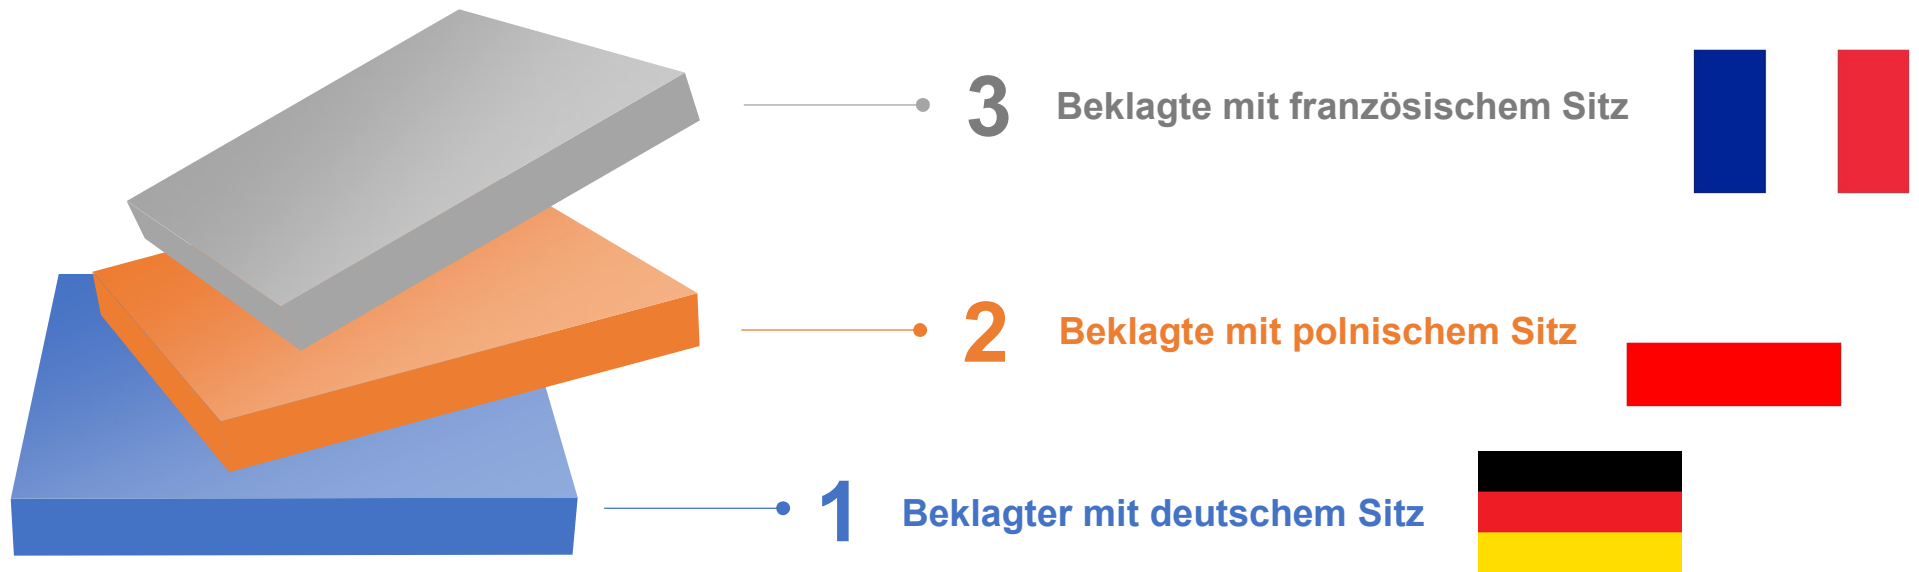 3 Beklagte mit französischem Sitz
2 Beklagte mit polnischem Sitz
1 Beklagter mit deutschem Sitz